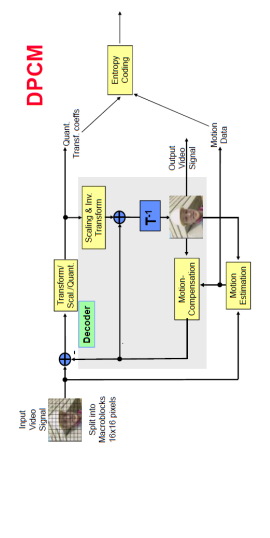 DPCM
Input
Video
Signal
Split into
Macroblocks
16x16 pixels
Transform/
Scal./Quant.
Decoder
Scaling & Inv.
Transform
T-1
Motion-
Compensation
Motion
Estimation
Quant.
Transf. coeffs
Output
Video
Signal
Motion
Data
Entropy
Coding
-